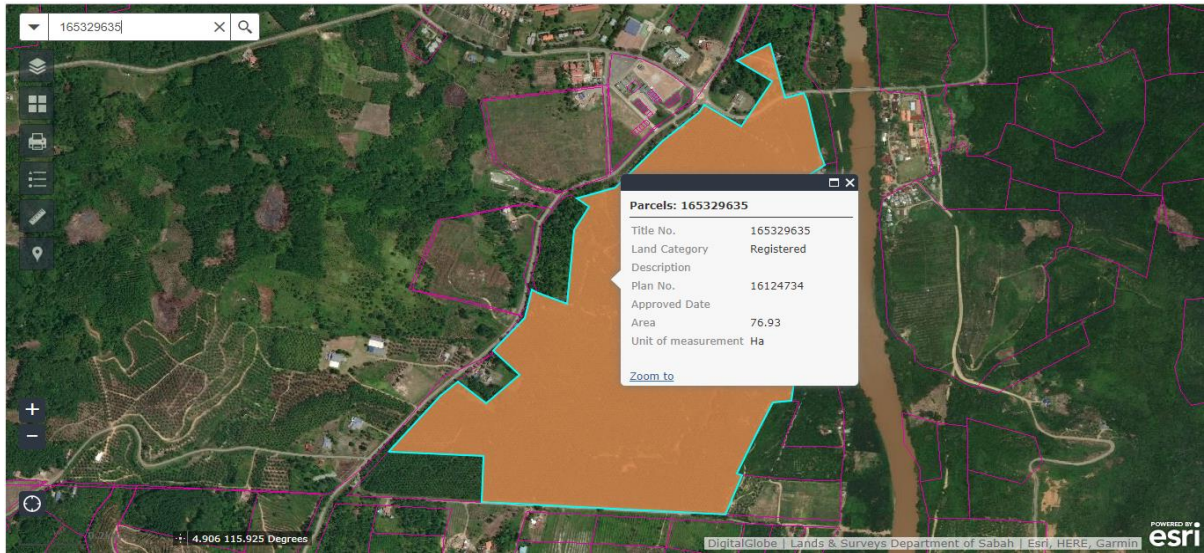 165329635
Parcels: 165329635
Title No. 165329635
Land Category Registered
Description
Plan No. 16124734
Approved Date
Area 76.93
Unit of measurement Ha
Zoom to
+
−
4.906 115.925 Degrees
DigitalGlobe | Lands & Surveys Department of Sabah | Esri, HERE, Garmin
POWERED BY
esri